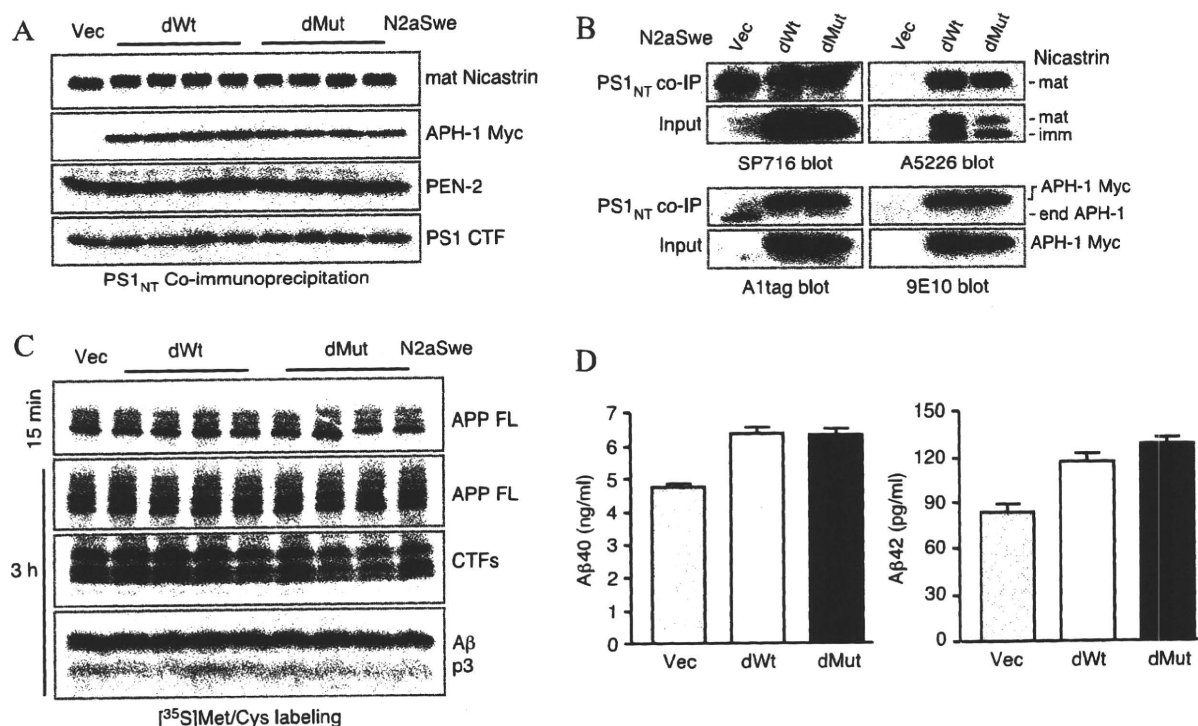 A
Vec dWt dMut N2aSwe
mat Nicastrin
APH-1 Myc
PEN-2
PS1 CTF
PS1NT Co-immunoprecipitation
B
N2aSwe Vec dWt dMut Vec dWt dMut Nicastrin
PS1NT co-IP - mat
Input - mat
- imm
SP716 blot A5226 blot
PS1NT co-IP APH-1 Myc
- end APH-1
Input APH-1 Myc
A1tag blot 9E10 blot
C
Vec dWt dMut N2aSwe
15 min APP FL
3 h APP FL
CTFs
Aβ
p3
[35S]Met/Cys labeling
D
Aβ40 (ng/ml)
7
6
5
4
3
2
1
0
Vec dWt dMut
Aβ42 (pg/ml)
150
120
90
60
30
0
Vec dWt dMut